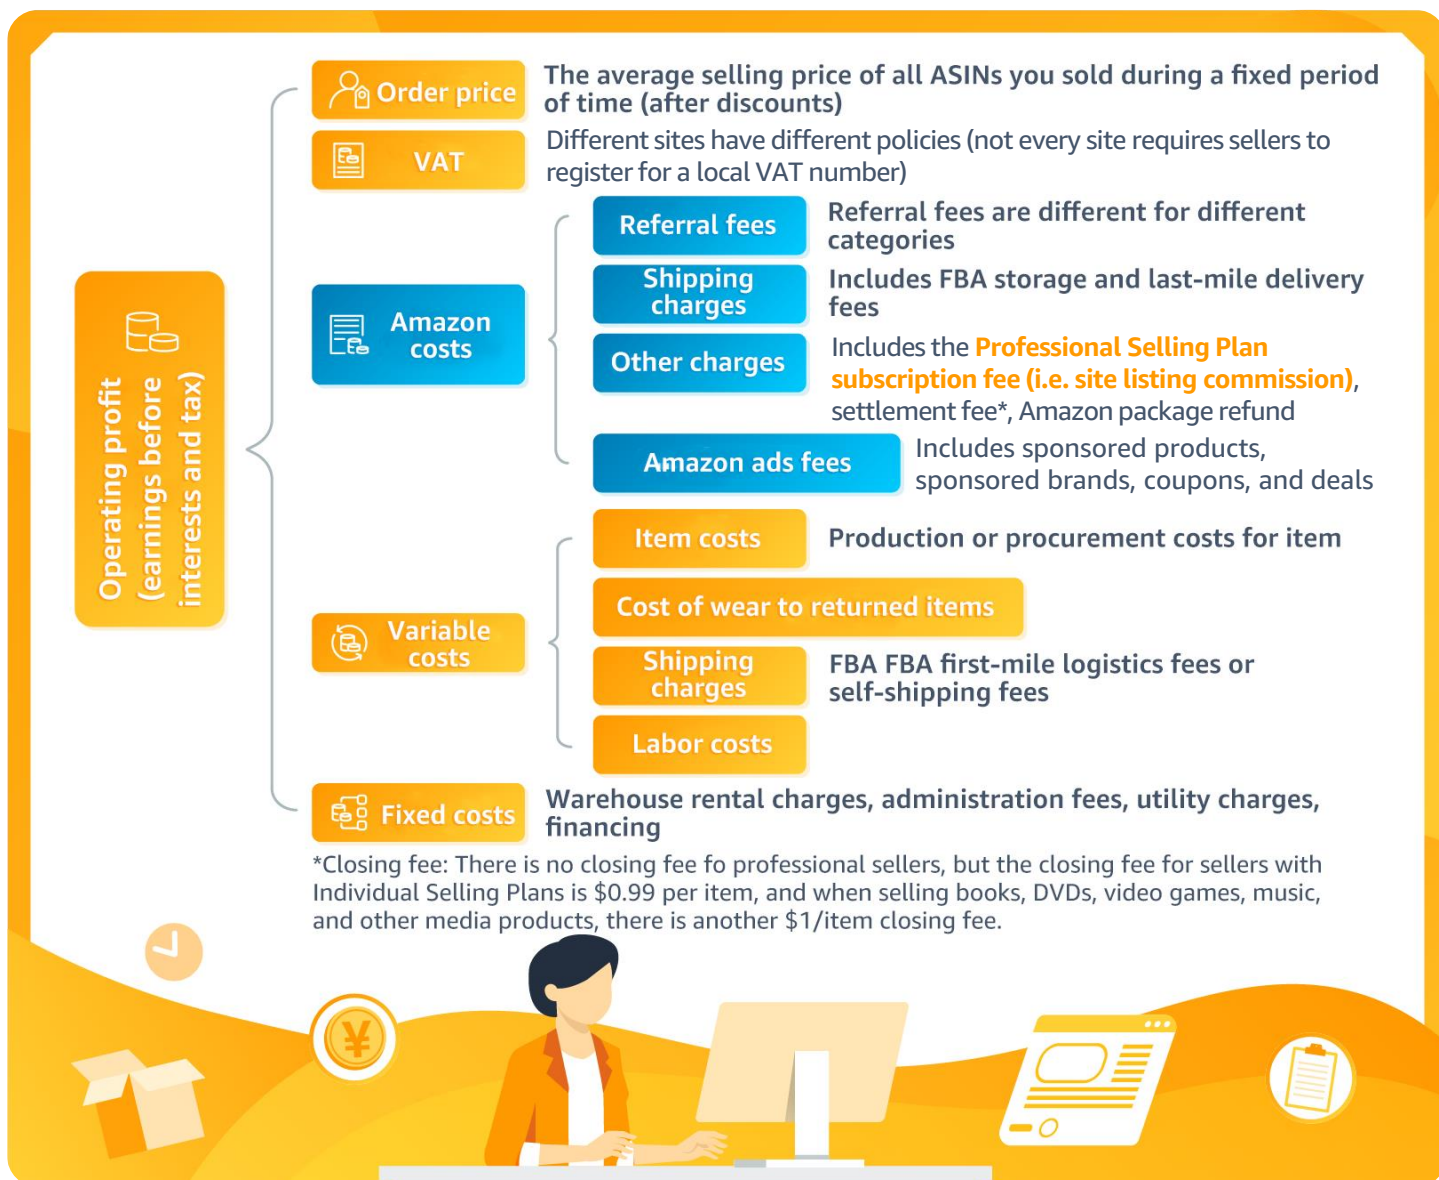 Order price
The average selling price of all ASINs you sold during a fixed period
of time (after discounts)
VAT
Different sites have different policies (not every site requires sellers to
register for a local VAT number)
Operating profit
(earnings before
interests and tax)
Amazon
costs
Referral fees
Referral fees are different for different
categories
Shipping
charges
Includes FBA storage and last-mile delivery
fees
Other charges
Includes the Professional Selling Plan
subscription fee (i.e. site listing commission),
settlement fee*, Amazon package refund
Amazon ads fees
Includes sponsored products,
sponsored brands, coupons, and deals
Variable
costs
Item costs
Production or procurement costs for item
Cost of wear to returned items
Shipping
charges
FBA FBA first-mile logistics fees or
self-shipping fees
Labor costs
Fixed costs
Warehouse rental charges, administration fees, utility charges,
financing
*Closing fee: There is no closing fee fo professional sellers, but the closing fee for sellers with
Individual Selling Plans is $0.99 per item, and when selling books, DVDs, video games, music,
and other media products, there is another $1/item closing fee.
¥